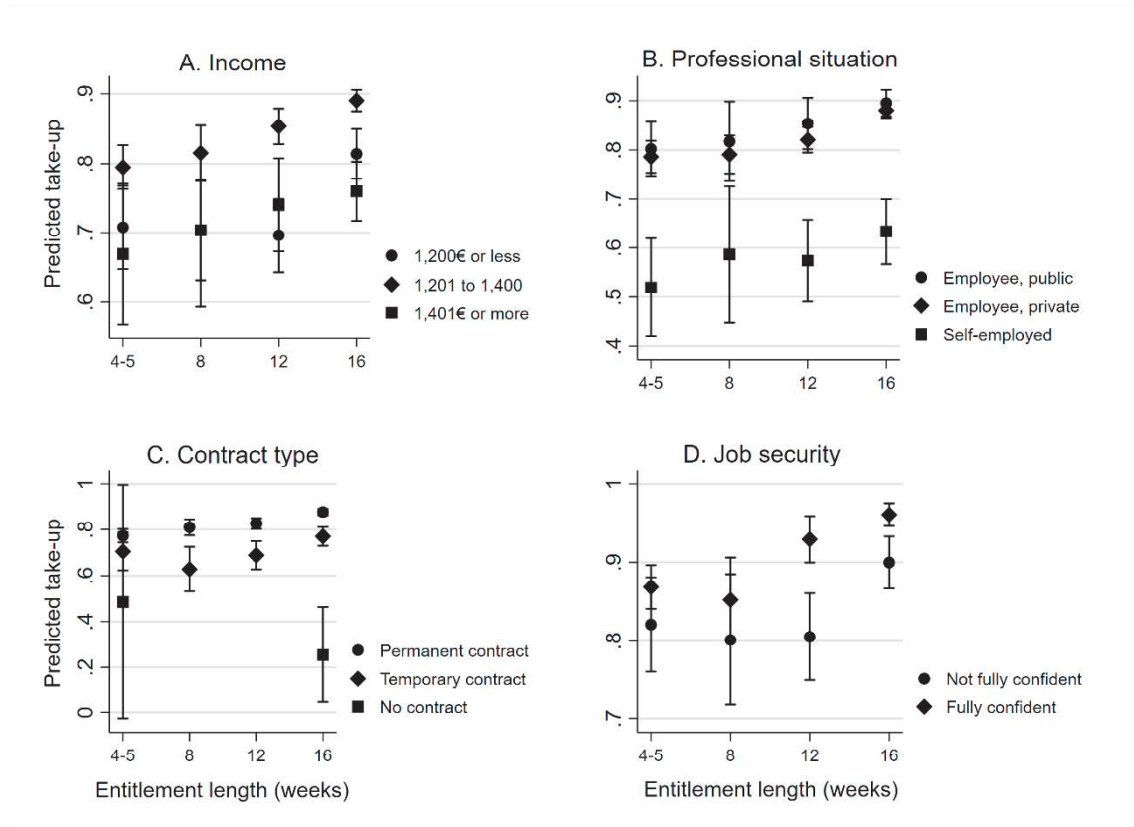 A. Income
Predicted take-up
.9
.8
.7
.6
4-5 8 12 16
1,200€ or less
1,201 to 1,400
1,401€ or more
B. Professional situation
.9
.8
.7
.6
.5
.4
4-5 8 12 16
Employee, public
Employee, private
Self-employed
C. Contract type
Predicted take-up
1
.8
.6
.4
.2
0
4-5 8 12 16
Entitlement length (weeks)
Permanent contract
Temporary contract
No contract
D. Job security
1
.9
.8
.7
4-5 8 12 16
Entitlement length (weeks)
Not fully confident
Fully confident